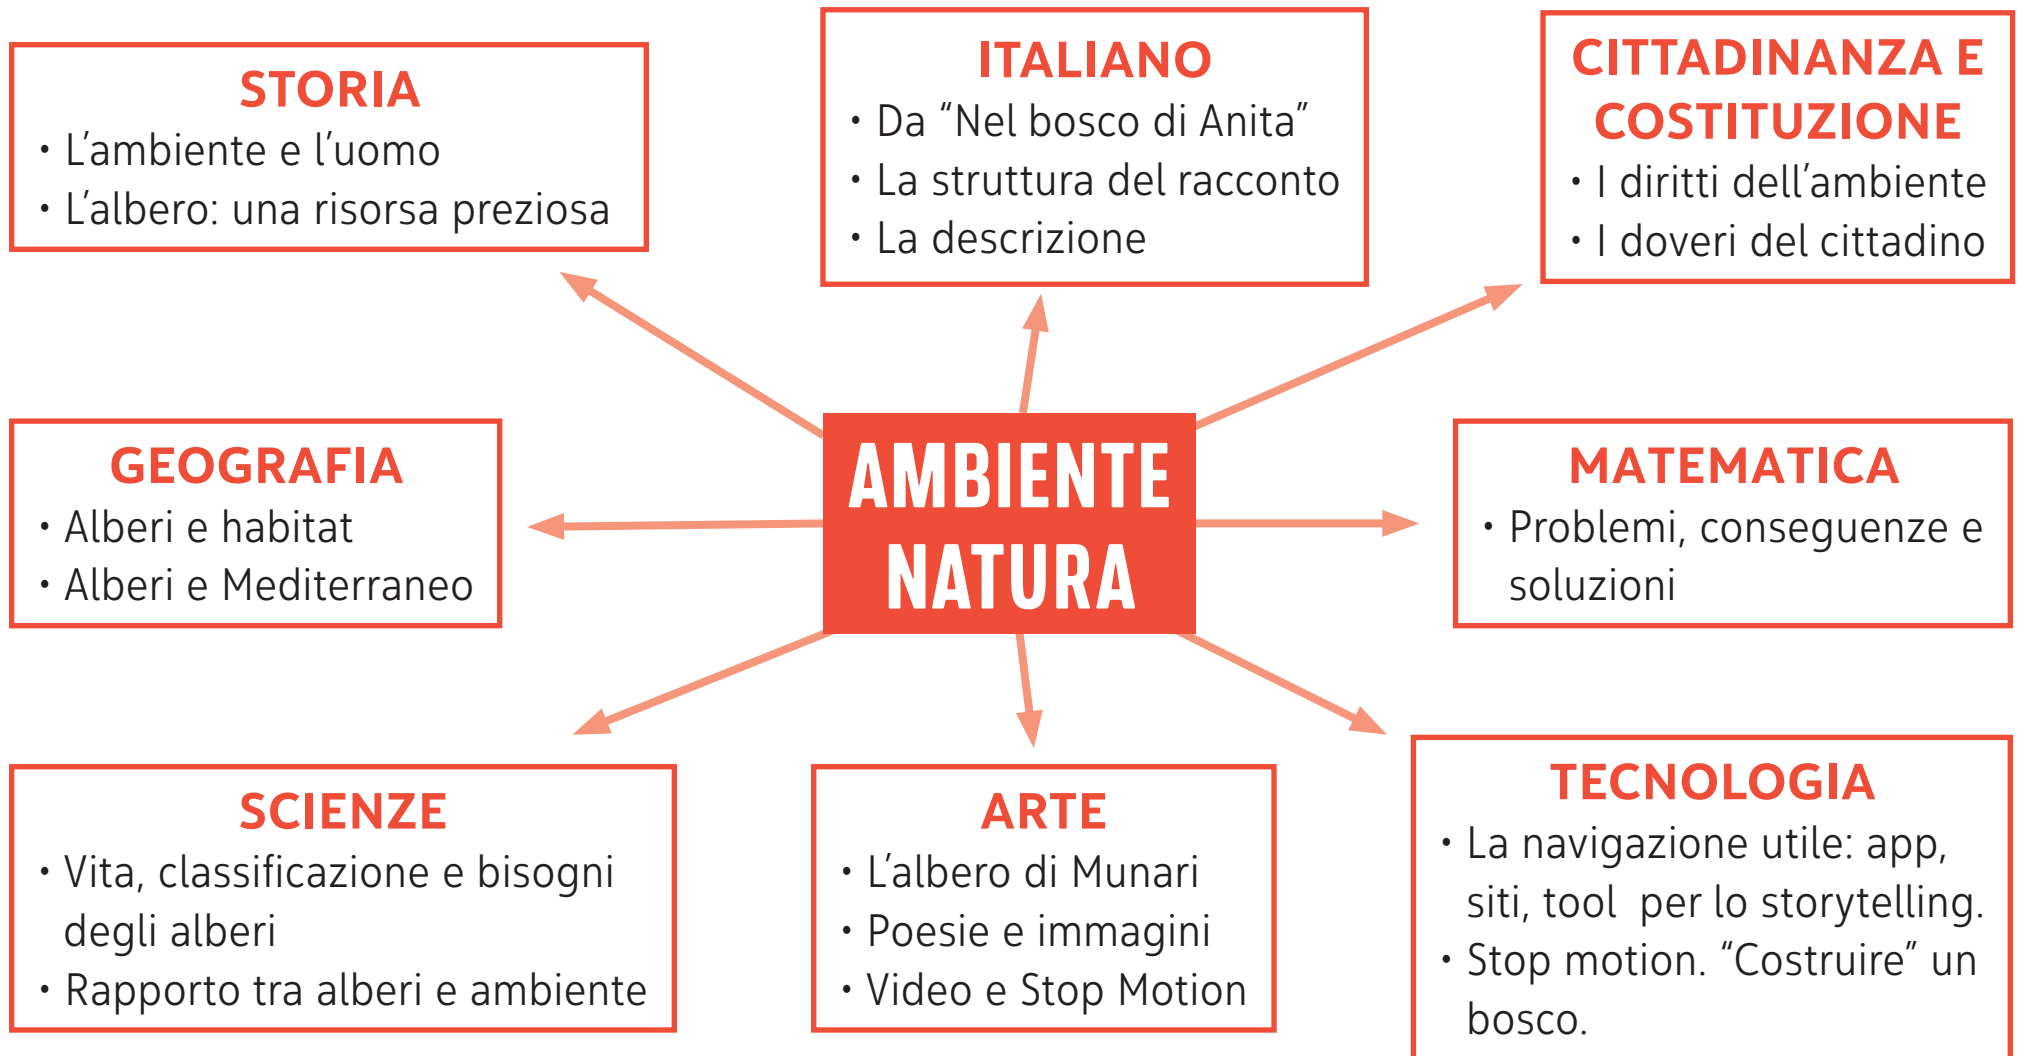 STORIA
• L'ambiente e l'uomo
• L'albero: una risorsa preziosa
ITALIANO
• Da “Nel bosco di Anita”
• La struttura del racconto
• La descrizione
CITTADINANZA E
COSTITUZIONE
• I diritti dell'ambiente
• I doveri del cittadino
GEOGRAFIA
• Alberi e habitat
• Alberi e Mediterraneo
AMBIENTE
NATURA
MATEMATICA
• Problemi, conseguenze e
soluzioni
SCIENZE
• Vita, classificazione e bisogni
degli alberi
• Rapporto tra alberi e ambiente
ARTE
• L'albero di Munari
• Poesie e immagini
• Video e Stop Motion
TECNOLOGIA
• La navigazione utile: app,
siti, tool per lo storytelling.
• Stop motion. “Costruire” un
bosco.